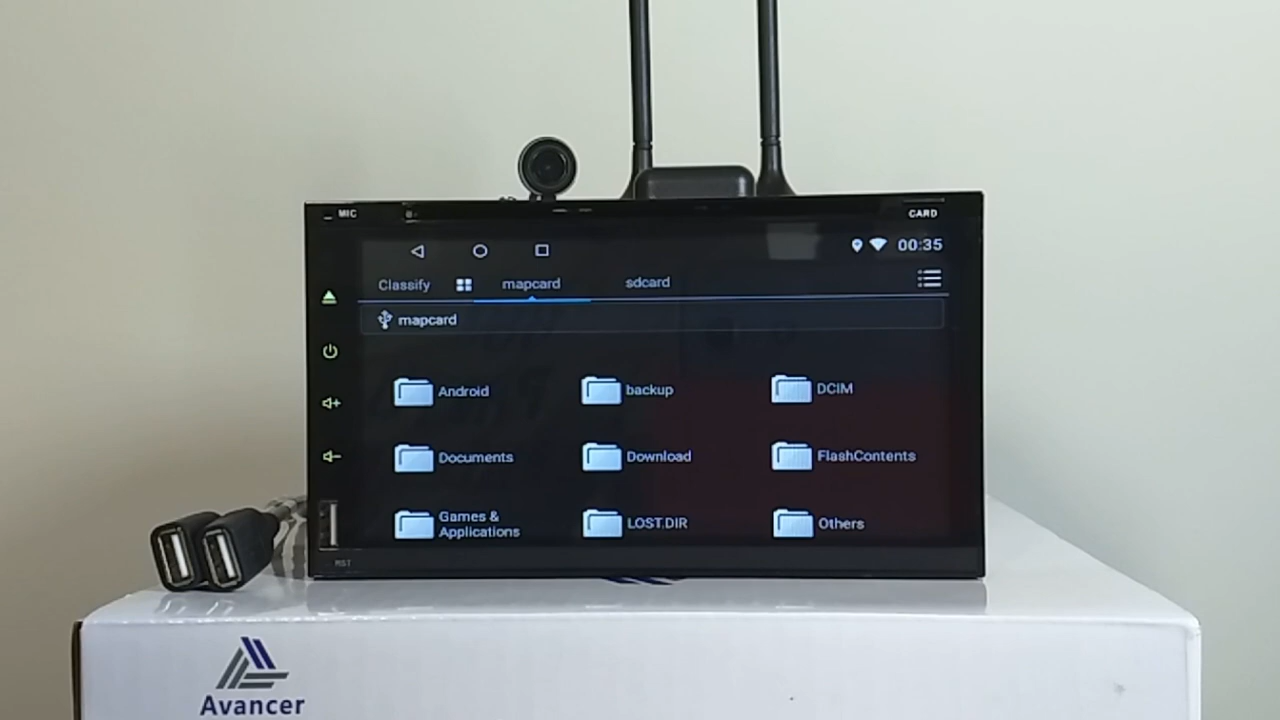 MIC
CARD
00:35
Classify
mapcard
sdcard
mapcard
Android
backup
DCIM
Documents
Download
FlashContents
Games &
Applications
LOST.DIR
Others
RST
Avancer